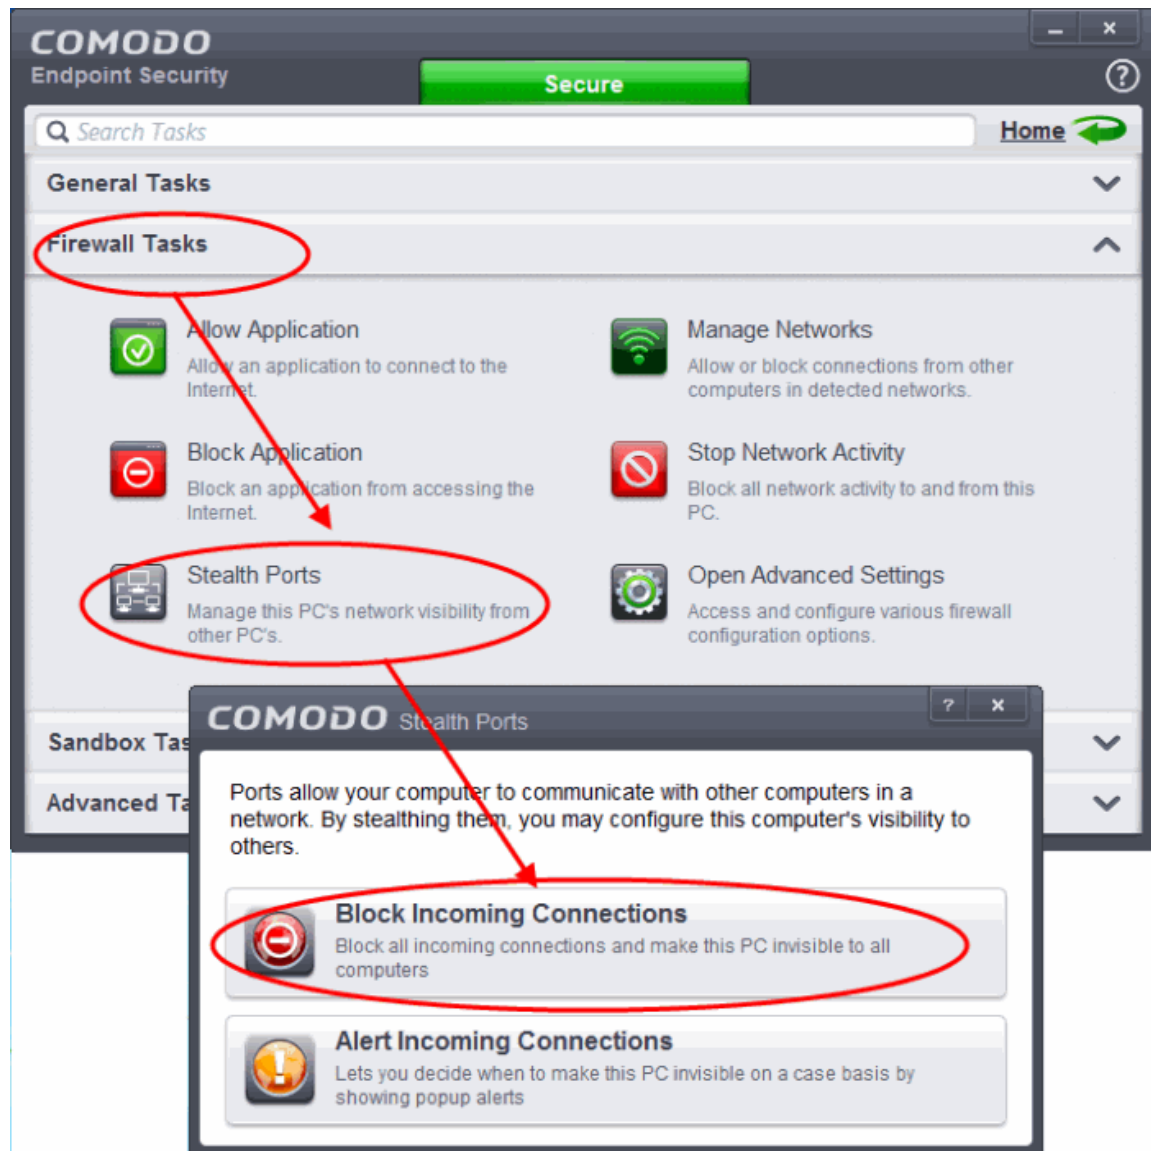 COMODO
Endpoint Security
Secure
?
Search Tasks
Home
General Tasks
Firewall Tasks
Allow Application
Allow an application to connect to the
Internet.
Manage Networks
Allow or block connections from other
computers in detected networks.
Block Application
Block an application from accessing the
Internet.
Stop Network Activity
Block all network activity to and from this
PC.
Stealth Ports
Manage this PC's network visibility from
other PC's.
Open Advanced Settings
Access and configure various firewall
configuration options.
Sandbox Tas
Advanced Ta
COMODO Stealth Ports
?
Ports allow your computer to communicate with other computers in a
network. By stealthing them, you may configure this computer's visibility to
others.
Block Incoming Connections
Block all incoming connections and make this PC invisible to all
computers
Alert Incoming Connections
Lets you decide when to make this PC invisible on a case basis by
showing popup alerts